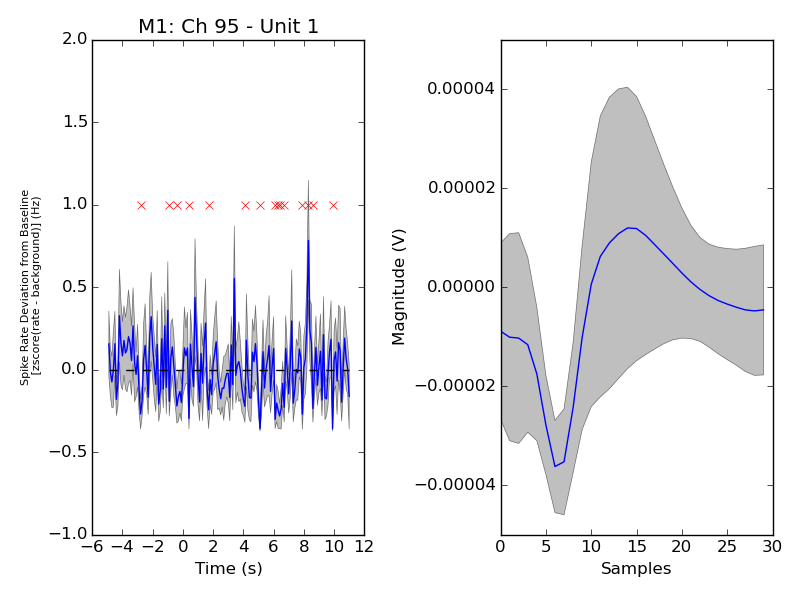 M1: Ch 95 - Unit 1
2.0
1.5
1.0
0.5
0.0
−0.5
−1.0
−6 −4 −2 0 2 4 6 8 10 12
Time (s)
Spike Rate Deviation from Baseline
[zscore(rate - background)] (Hz)
0.00004
0.00002
0.00000
−0.00002
−0.00004
0 5 10 15 20 25 30
Samples
Magnitude (V)